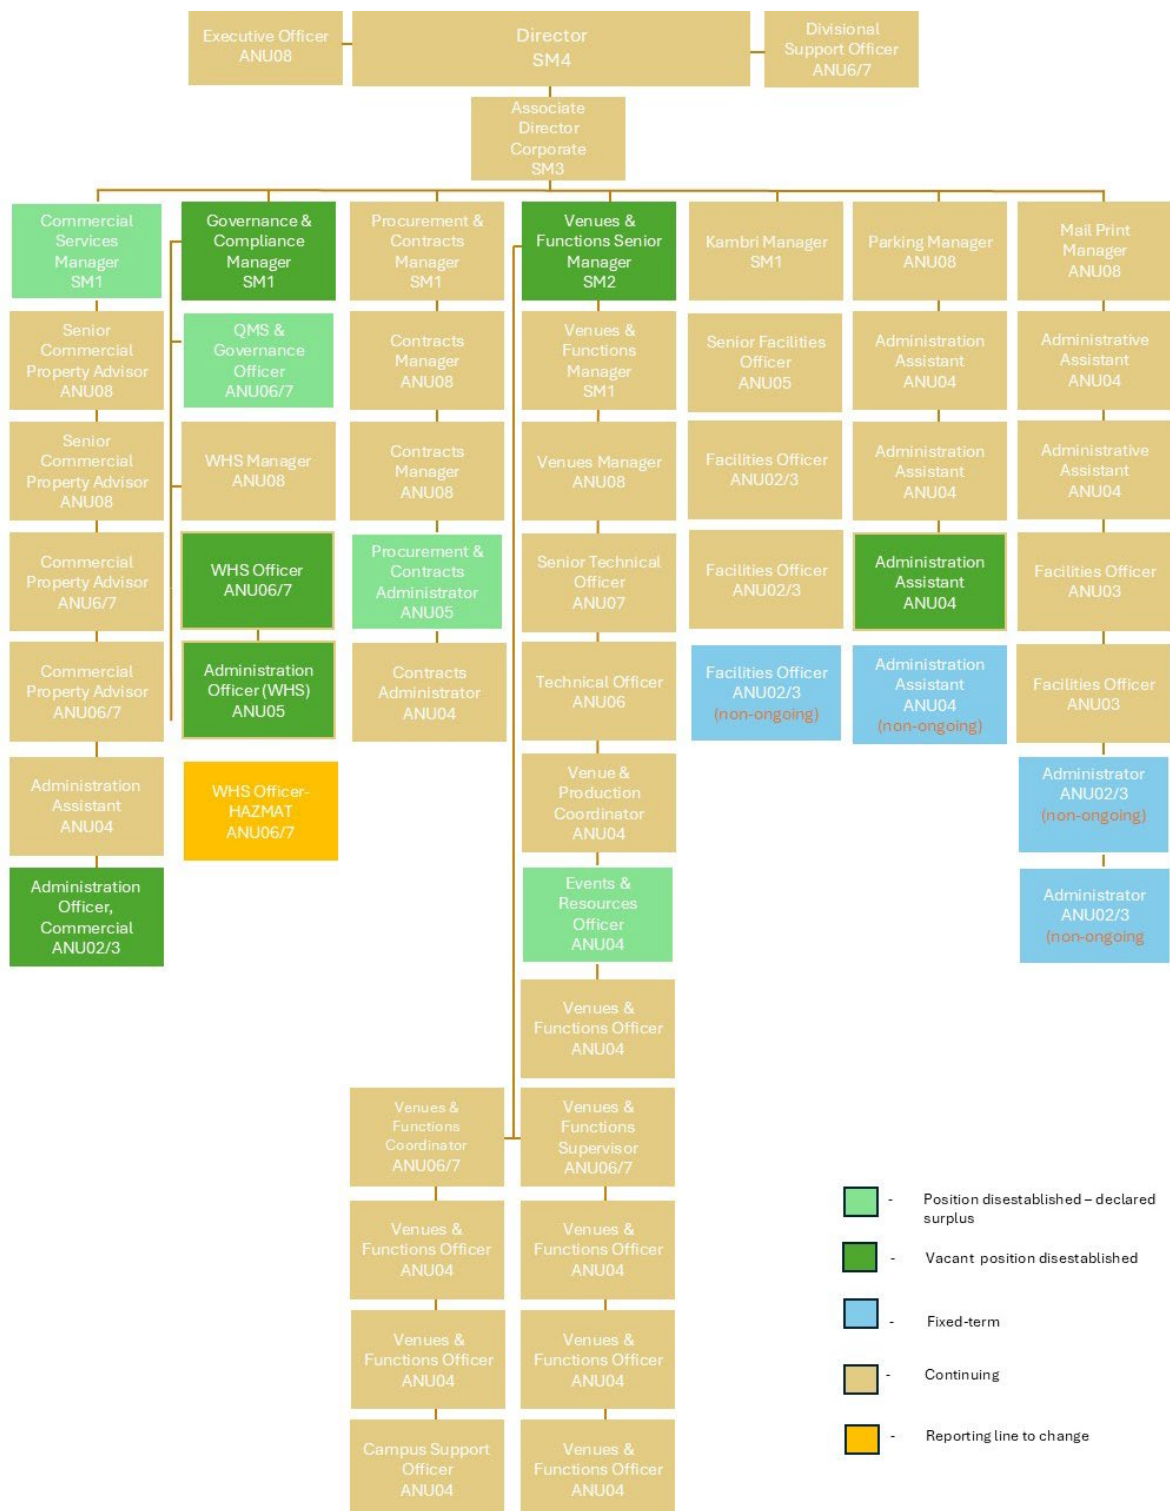 Executive Officer
ANU08
Director
SM4
Divisional
Support Officer
ANU6/7
Associate
Director
Corporate
SM3
Commercial
Services
Manager
SM1
Governance &
Compliance
Manager
SM1
Procurement &
Contracts
Manager
SM1
Venues &
Functions Senior
Manager
SM2
Kambri Manager
SM1
Parking Manager
ANU08
Mail Print
Manager
ANU08
Senior
Commercial
Property Advisor
ANU08
QMS &
Governance
Officer
ANU06/7
Contracts
Manager
ANU08
Venues &
Functions
Manager
SM1
Senior Facilities
Officer
ANU05
Administration
Assistant
ANU04
Administrative
Assistant
ANU04
Senior
Commercial
Property Advisor
ANU08
WHS Manager
ANU08
Contracts
Manager
ANU08
Venues Manager
ANU08
Facilities Officer
ANU02/3
Administration
Assistant
ANU04
Administrative
Assistant
ANU04
Commercial
Property Advisor
ANU6/7
WHS Officer
ANU06/7
Procurement &
Contracts
Administrator
ANU05
Senior Technical
Officer
ANU07
Facilities Officer
ANU02/3
Administration
Assistant
ANU04
Facilities Officer
ANU03
Commercial
Property Advisor
ANU06/7
Administration
Officer (WHS)
ANU05
Contracts
Administrator
ANU04
Technical Officer
ANU06
Facilities Officer
ANU02/3
(non-ongoing)
Administration
Assistant
ANU04
(non-ongoing)
Facilities Officer
ANU03
Administration
Assistant
ANU04
WHS Officer-
HAZMAT
ANU06/7
Venue &
Production
Coordinator
ANU04
Administrator
ANU02/3
(non-ongoing)
Administration
Officer,
Commercial
ANU02/3
Events &
Resources
Officer
ANU04
Administrator
ANU02/3
(non-ongoing
Venues &
Functions Officer
ANU04
Venues &
Functions
Coordinator
ANU06/7
Venues &
Functions
Supervisor
ANU06/7
Venues &
Functions Officer
ANU04
Venues &
Functions Officer
ANU04
Venues &
Functions Officer
ANU04
Venues &
Functions Officer
ANU04
Campus Support
Officer
ANU04
Venues &
Functions Officer
ANU04
- Position disestablished – declared
surplus
- Vacant position disestablished
- Fixed-term
- Continuing
- Reporting line to change